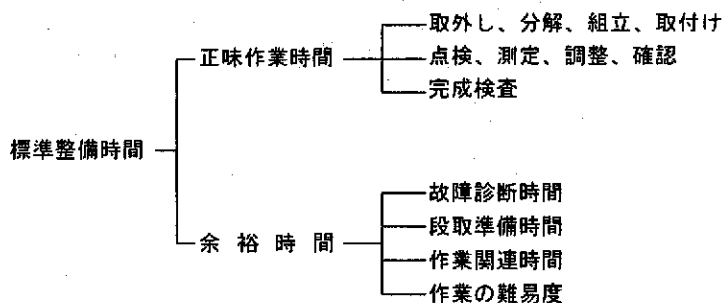 取外し、分解、組立、取付け
正味作業時間
点検、測定、調整、確認
完成検査
標準整備時間
故障診断時間
段取準備時間
余裕時間
作業関連時間
作業の難易度